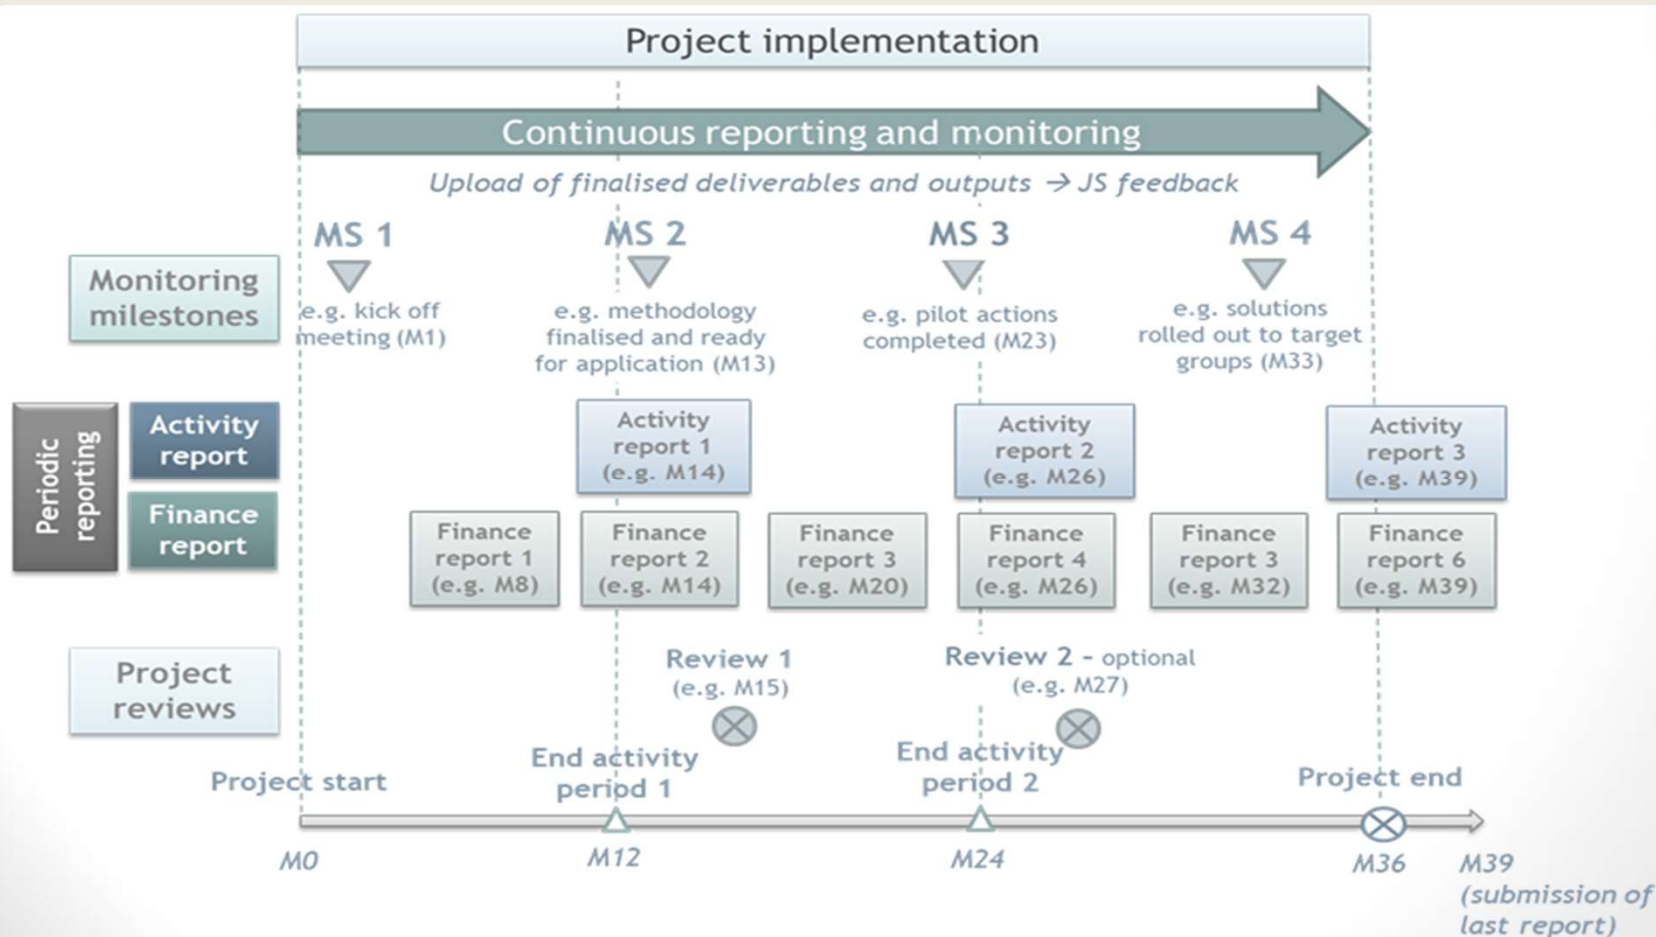 Project implementation
Continuous reporting and monitoring
Upload of finalised deliverables and outputs → JS feedback
MS 1
MS 2
MS 3
MS 4
Monitoring
milestones
e.g. kick off
meeting (M1)
e.g. methodology
finalised and ready
for application (M13)
e.g. pilot actions
completed (M23)
e.g. solutions
rolled out to target
groups (M33)
Periodic
reporting
Activity
report
Activity
report 1
(e.g. M14)
Activity
report 2
(e.g. M26)
Activity
report 3
(e.g. M39)
Finance
report
Finance
report 1
(e.g. M8)
Finance
report 2
(e.g. M14)
Finance
report 3
(e.g. M20)
Finance
report 4
(e.g. M26)
Finance
report 3
(e.g. M32)
Finance
report 6
(e.g. M39)
Project
reviews
Review 1
(e.g. M15)
Review 2 - optional
(e.g. M27)
Project start
End activity
period 1
End activity
period 2
Project end
M0
M12
M24
M36
M39
(submission of
last report)